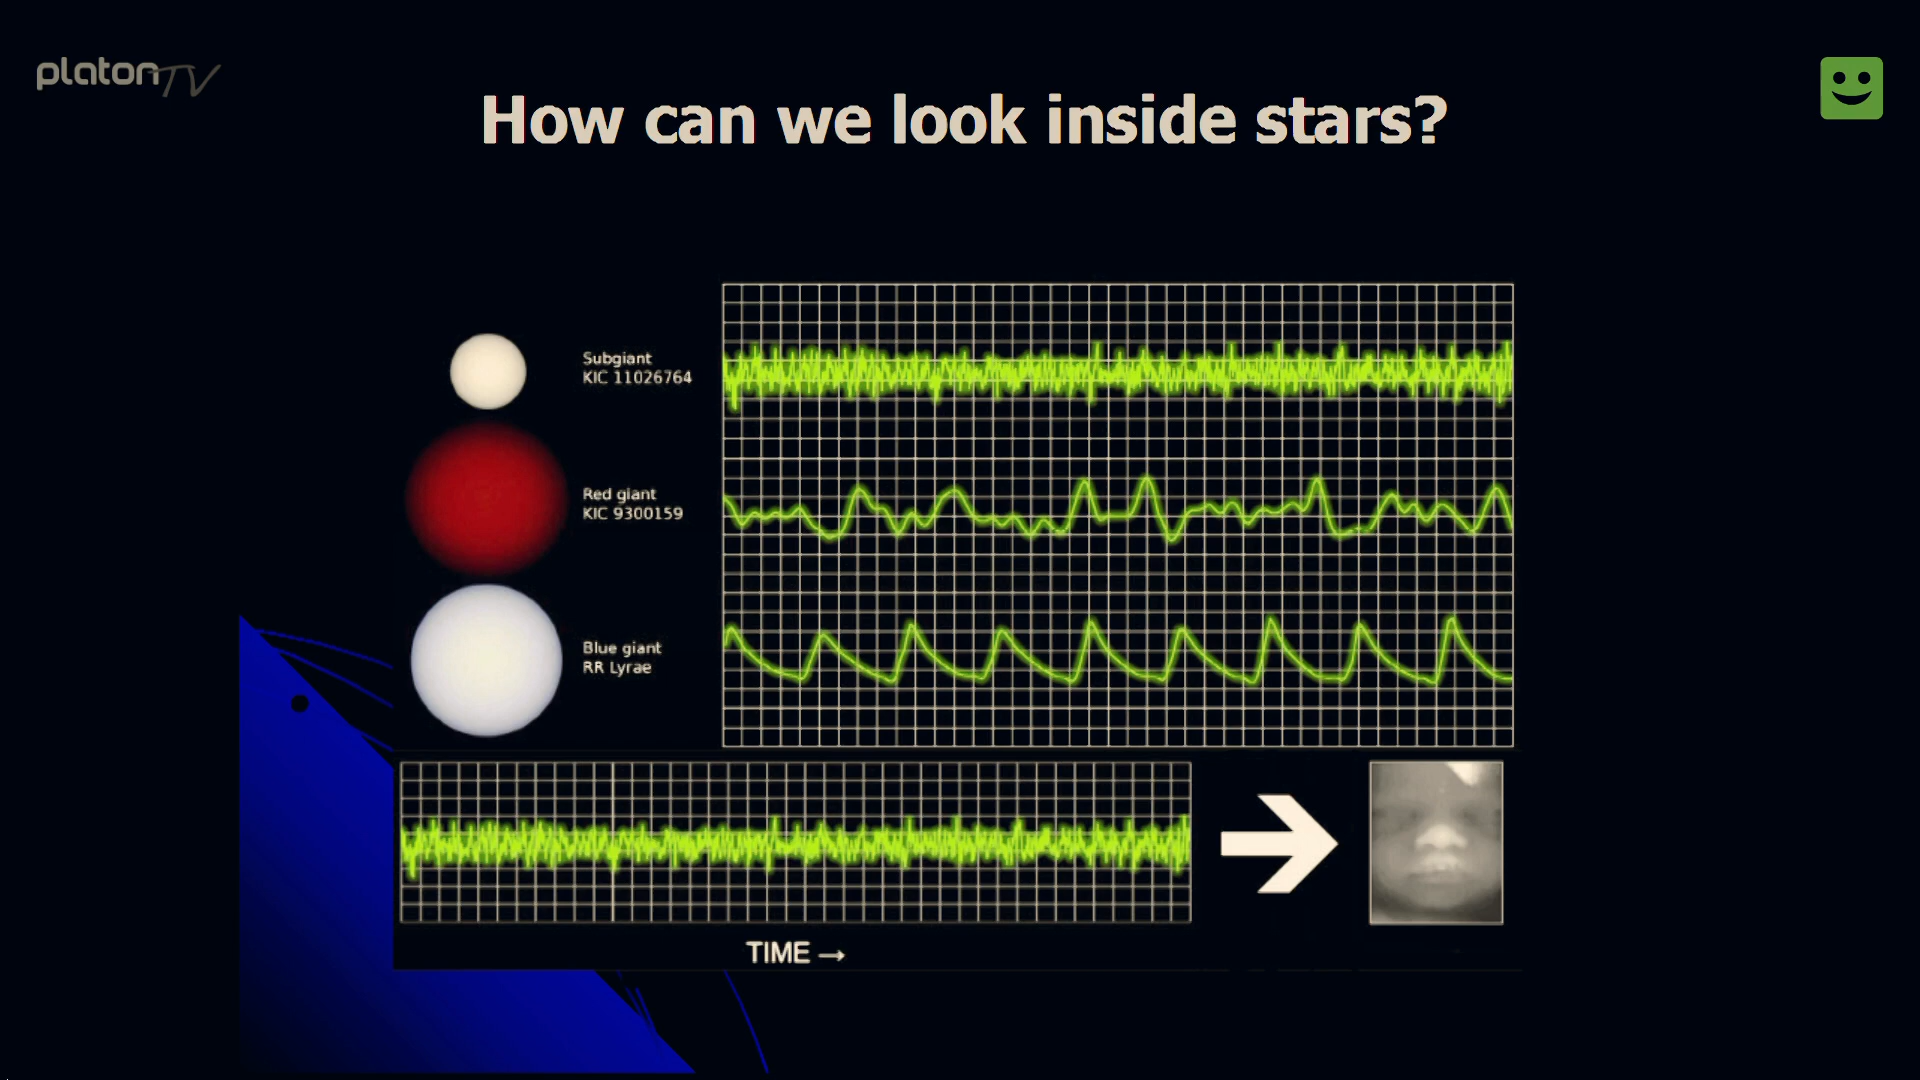 platonTV
How can we look inside stars?
Subgiant
KIC 11026764
Red giant
KIC 9300159
Blue giant
RR Lyrae
TIME →